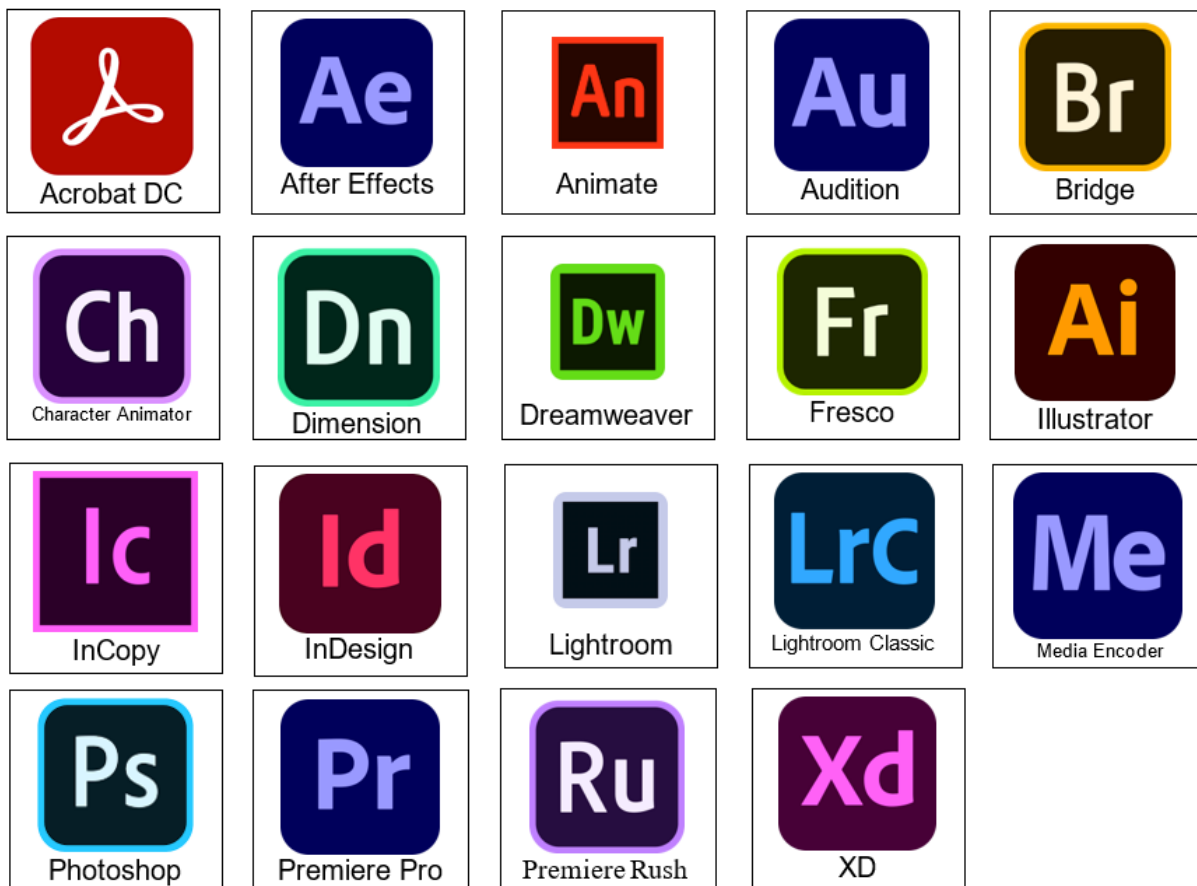 Ae An Au Br
Acrobat DC After Effects Animate Audition Bridge
Ch Dn Dw Fr Ai
Character Animator Dimension Dreamweaver Fresco Illustrator
Ic Id Lr LrC Me
InCopy InDesign Lightroom Lightroom Classic Media Encoder
Ps Pr Ru Xd
Photoshop Premiere Pro Premiere Rush XD